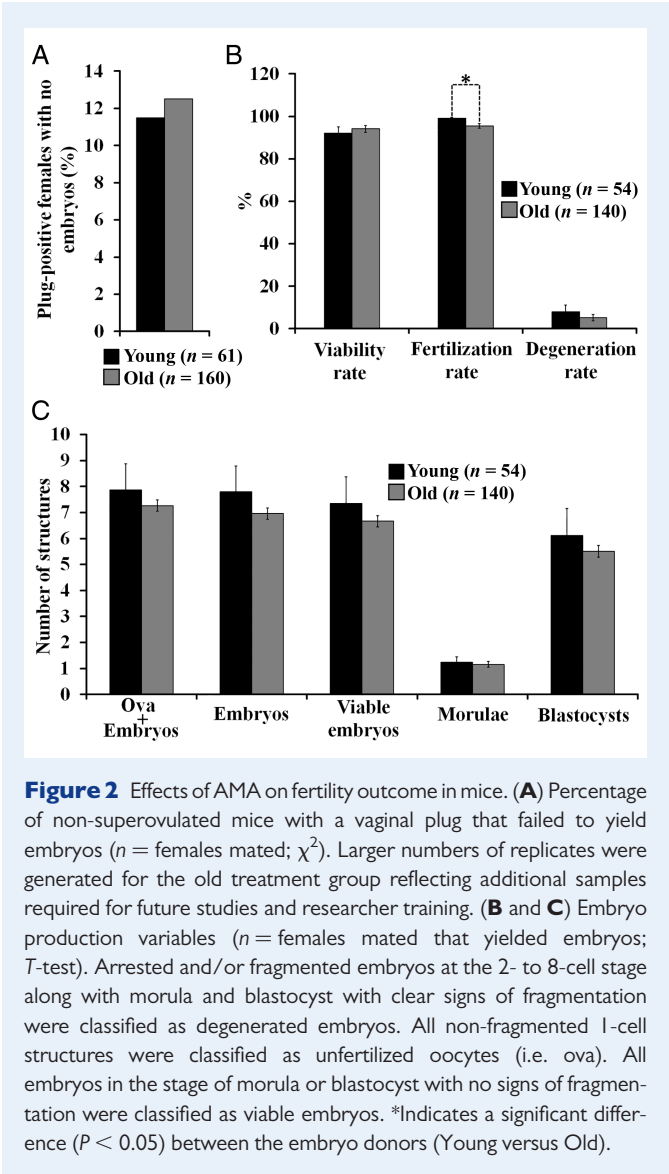 A
Plug-positive females with no
embryos (%)
14
12
10
8
6
4
2
0
Young (n = 61)
Old (n = 160)
B
%
120
100
80
60
40
20
0
*
Young (n = 54)
Old (n = 140)
Viability
rate
Fertilization
rate
Degeneration
rate
C
Number of structures
10
9
8
7
6
5
4
3
2
1
0
Young (n = 54)
Old (n = 140)
Ova
+
Embryos
Embryos
Viable
embryos
Morulae
Blastocysts
Figure 2 Effects of AMA on fertility outcome in mice. (A) Percentage
of non-superovulated mice with a vaginal plug that failed to yield
embryos (n = females mated; χ²). Larger numbers of replicates were
generated for the old treatment group reflecting additional samples
required for future studies and researcher training. (B and C) Embryo
production variables (n = females mated that yielded embryos;
T-test). Arrested and/or fragmented embryos at the 2- to 8-cell stage
along with morula and blastocyst with clear signs of fragmentation
were classified as degenerated embryos. All non-fragmented 1-cell
structures were classified as unfertilized oocytes (i.e. ova). All
embryos in the stage of morula or blastocyst with no signs of fragmen-
tation were classified as viable embryos. *Indicates a significant differ-
ence (P < 0.05) between the embryo donors (Young versus Old).